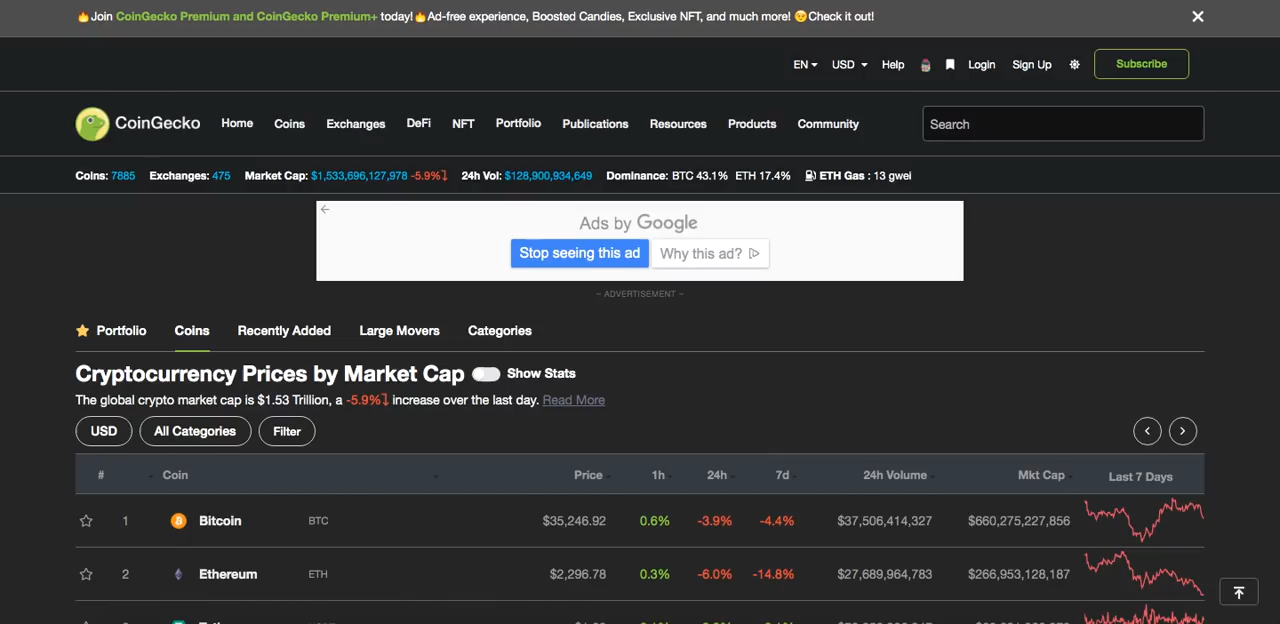 🔥Join CoinGecko Premium and CoinGecko Premium+ today!🔥Ad-free experience, Boosted Candies, Exclusive NFT, and much more! 😏Check it out!
EN USD Help Login Sign Up Subscribe
CoinGecko Home Coins Exchanges DeFi NFT Portfolio Publications Resources Products Community Search
Coins: 7885 Exchanges: 475 Market Cap: $1,533,696,127,978 -5.9% 24h Vol: $128,900,934,649 Dominance: BTC 43.1% ETH 17.4% ETH Gas : 13 gwei
Ads by Google
Stop seeing this ad Why this ad?
– ADVERTISEMENT –
Portfolio Coins Recently Added Large Movers Categories
Cryptocurrency Prices by Market Cap Show Stats
The global crypto market cap is $1.53 Trillion, a -5.9% increase over the last day. Read More
USD All Categories Filter
# Coin Price 1h 24h 7d 24h Volume Mkt Cap Last 7 Days
1 Bitcoin BTC $35,246.92 0.6% -3.9% -4.4% $37,506,414,327 $660,275,227,856
2 Ethereum ETH $2,296.78 0.3% -6.0% -14.8% $27,689,964,783 $266,953,128,187